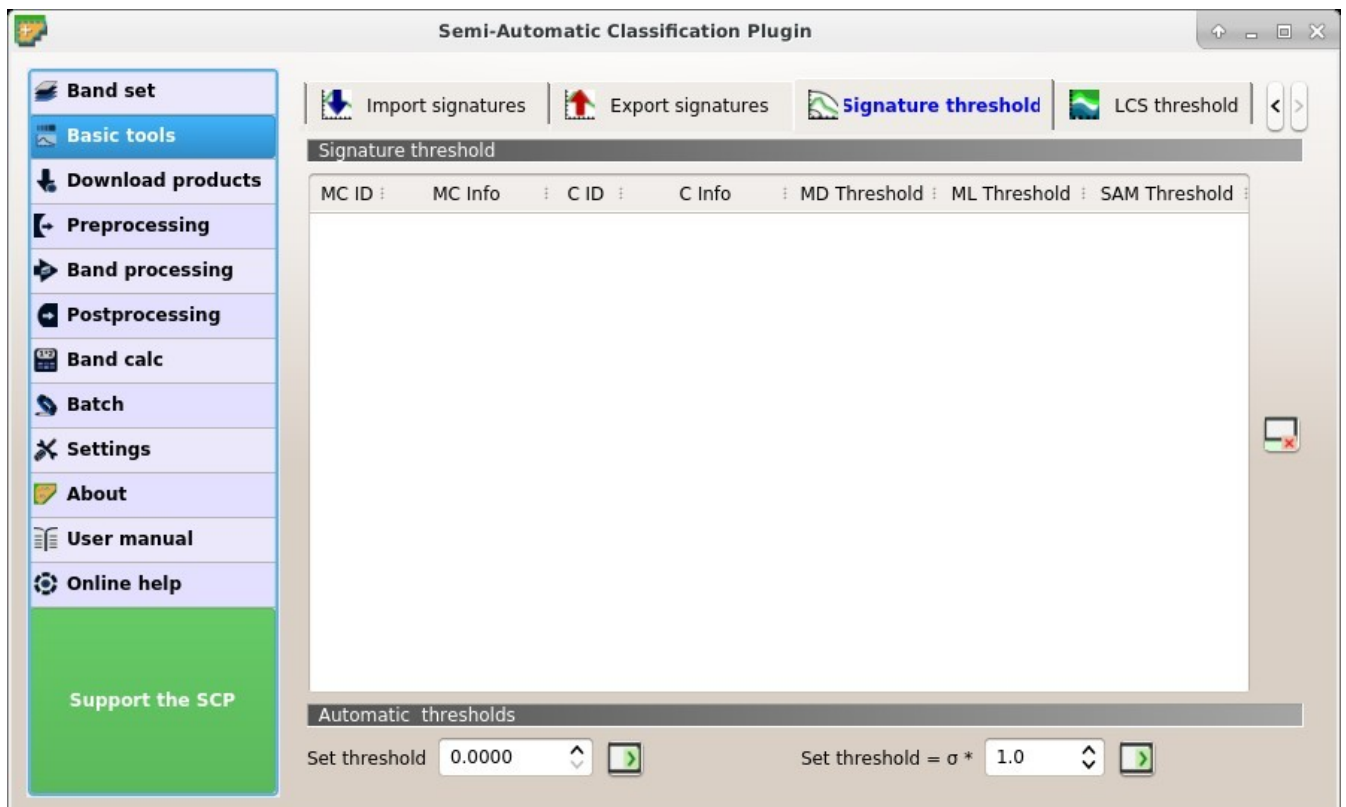 Semi-Automatic Classification Plugin
Band set
Basic tools
Download products
Preprocessing
Band processing
Postprocessing
Band calc
Batch
Settings
About
User manual
Online help
Support the SCP
Import signatures Export signatures Signature threshold LCS threshold
Signature threshold
MC ID MC Info C ID C Info MD Threshold ML Threshold SAM Threshold
Automatic thresholds
Set threshold 0.0000 Set threshold = σ * 1.0